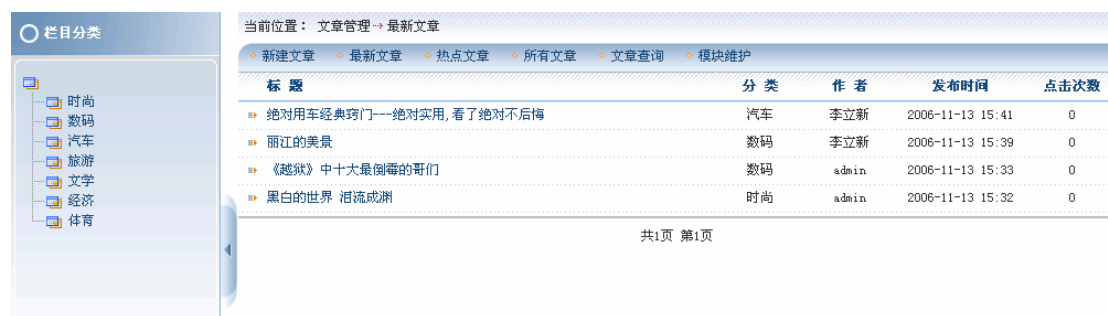 栏目分类
时尚
数码
汽车
旅游
文学
经济
体育
当前位置: 文章管理→最新文章
新建文章 最新文章 热点文章 所有文章 文章查询 模块维护
标 题 分 类 作 者 发布时间 点击次数
绝对用车经典窍门---绝对实用,看了绝对不后悔 汽车 李立新 2006-11-13 15:41 0
丽江的美景 数码 李立新 2006-11-13 15:39 0
《越狱》中十大最倒霉的哥们 数码 admin 2006-11-13 15:33 0
黑白的世界 泪流成渊 时尚 admin 2006-11-13 15:32 0
共1页 第1页